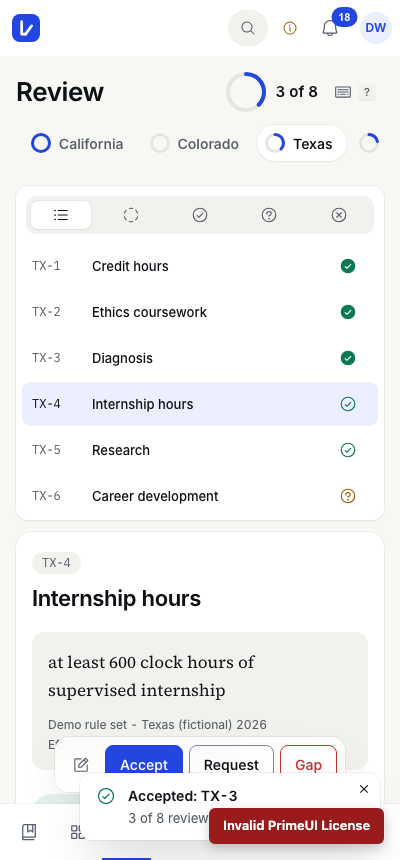 18
DW
Review
3 of 8
?
California
Colorado
Texas
TX-1 Credit hours
TX-2 Ethics coursework
TX-3 Diagnosis
TX-4 Internship hours
TX-5 Research
TX-6 Career development
TX-4
Internship hours
at least 600 clock hours of
supervised internship
Demo rule set - Texas (fictional) 2026
Accept
Request
Gap
Accepted: TX-3
3 of 8 review
Invalid PrimeUI License